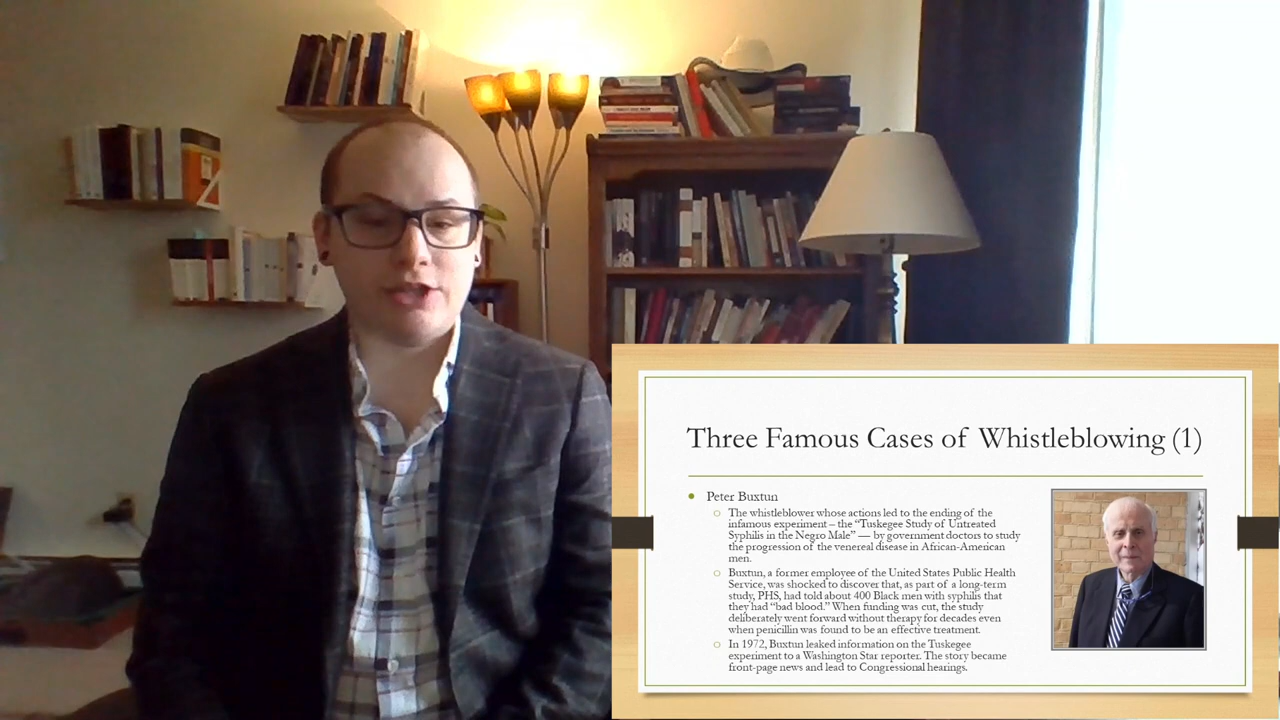 Three Famous Cases of Whistleblowing (1)
Peter Buxtun
The whistleblower whose actions led to the ending of the
infamous experiment – the “Tuskegee Study of Untreated
Syphilis in the Negro Male” — by government doctors to study
the progression of the venereal disease in African-American
men.
Buxtun, a former employee of the United States Public Health
Service, was shocked to discover that, as part of a long-term
study, PHS, had told about 400 Black men with syphilis that
they had “bad blood.” When funding was cut, the study
deliberately went forward without therapy for decades even
when penicillin was found to be an effective treatment.
In 1972, Buxtun leaked information on the Tuskegee
experiment to a Washington Star reporter. The story became
front-page news and lead to Congressional hearings.